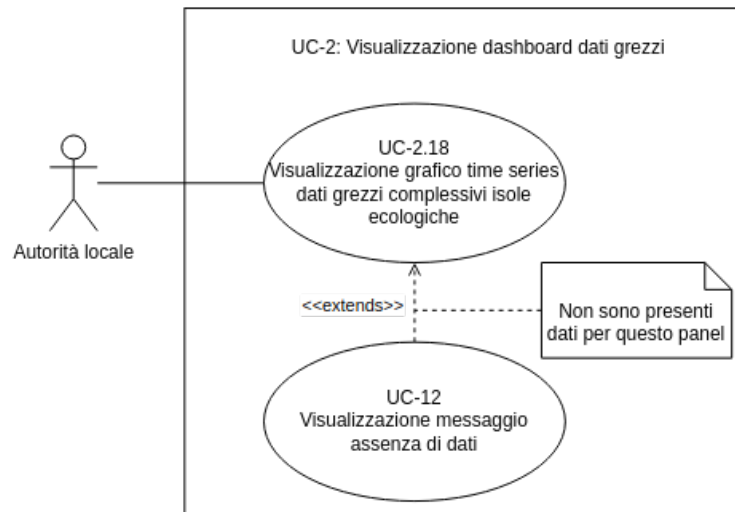 UC-2: Visualizzazione dashboard dati grezzi
UC-2.18
Visualizzazione grafico time series
dati grezzi complessivi isole
ecologiche
Autorità locale
<<extends>>
Non sono presenti
dati per questo panel
UC-12
Visualizzazione messaggio
assenza di dati